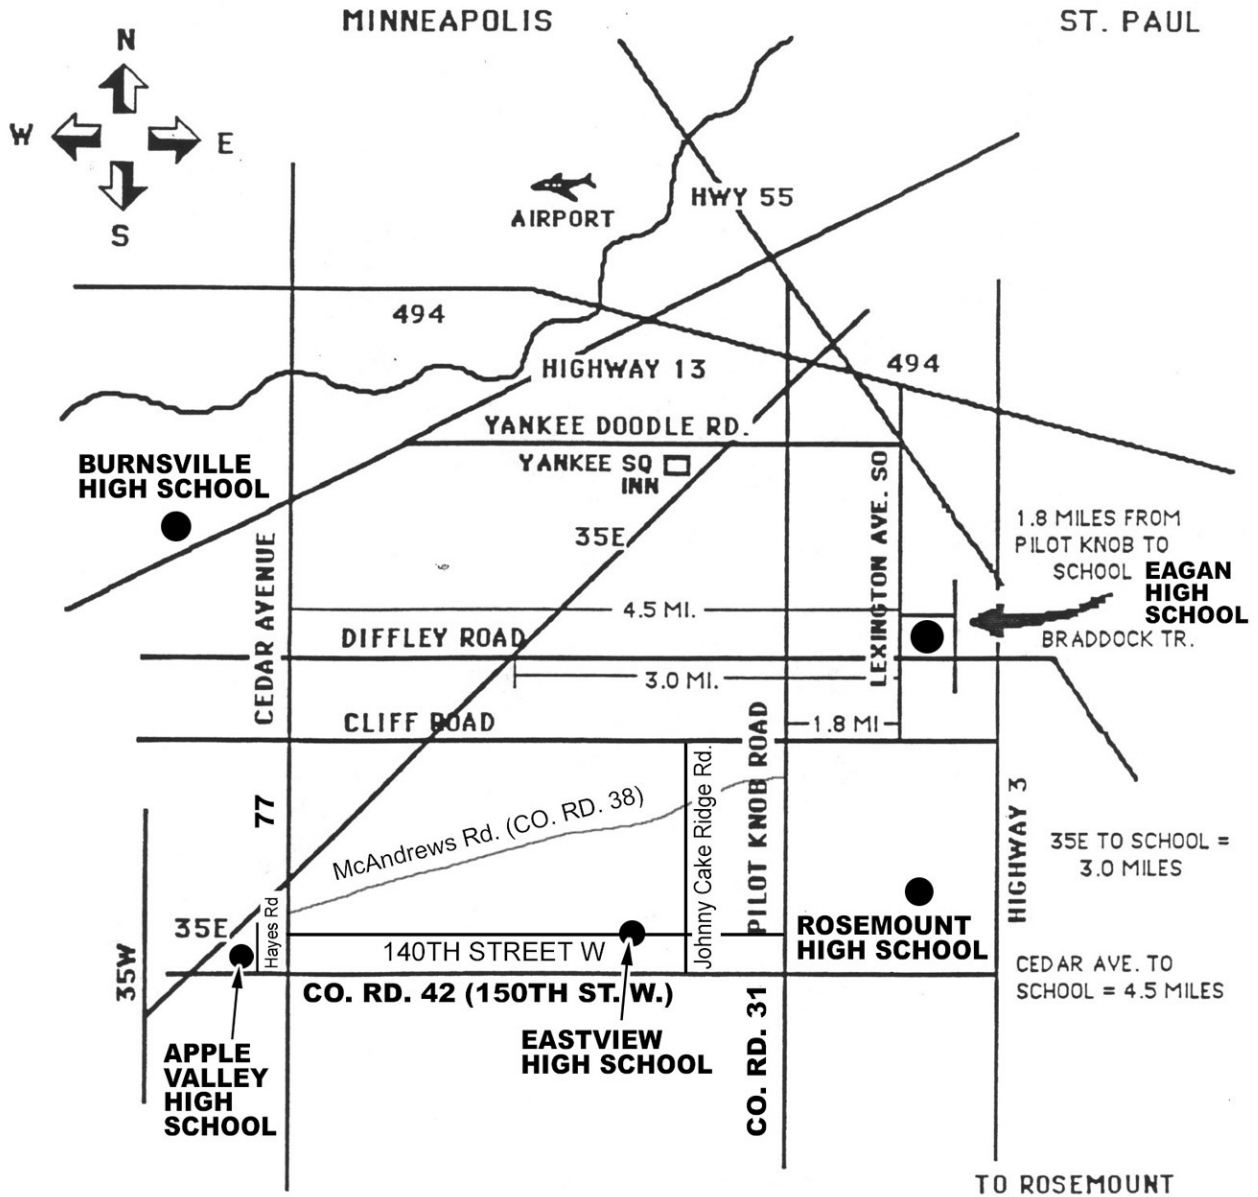 MINNEAPOLIS
ST. PAUL
N
W
E
S
AIRPORT
HWY 55
494
HIGHWAY 13
494
YANKEE DOODLE RD.
YANKEE SQ
INN
BURNSVILLE
HIGH SCHOOL
35E
CEDAR AVENUE
LEXINGTON AVE. SO
1.8 MILES FROM
PILOT KNOB TO
SCHOOL
EAGAN
HIGH
SCHOOL
4.5 MI.
DIFFLEY ROAD
BRADDOCK TR.
3.0 MI.
CLIFF ROAD
1.8 MI
PILOT KNOB ROAD
Johnny Cake Ridge Rd.
77
McAndrews Rd. (CO. RD. 38)
HIGHWAY 3
35E TO SCHOOL =
3.0 MILES
35E
Hayes Rd
35W
140TH STREET W
ROSEMOUNT
HIGH SCHOOL
CEDAR AVE. TO
SCHOOL = 4.5 MILES
CO. RD. 42 (150TH ST. W.)
CO. RD. 31
APPLE
VALLEY
HIGH
SCHOOL
EASTVIEW
HIGH SCHOOL
TO ROSEMOUNT